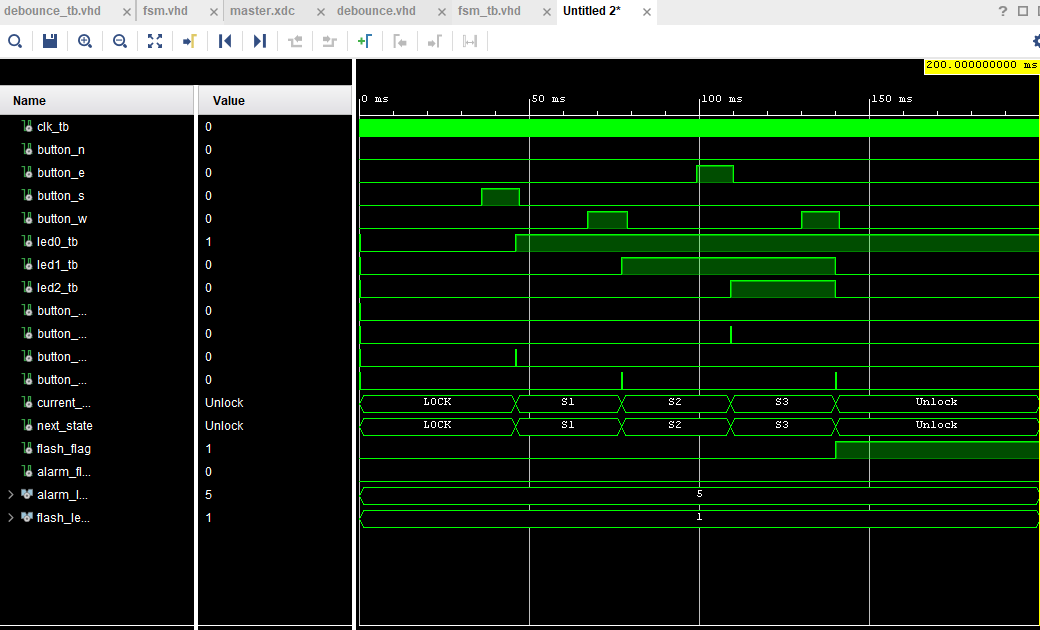 debounce_tb.vhd × fsm.vhd × master.xdc × debounce.vhd × fsm_tb.vhd × Untitled 2* ×
200.000000000 ms
Name Value
0 ms 50 ms 100 ms 150 ms
clk_tb 0
button_n 0
button_e 0
button_s 0
button_w 0
led0_tb 1
led1_tb 0
led2_tb 0
button_... 0
button_... 0
button_... 0
button_... 0
current_... Unlock LOCK S1 S2 S3 Unlock
next_state Unlock LOCK S1 S2 S3 Unlock
flash_flag 1
alarm_fl... 0
alarm_l... 5 5
flash_le... 1 1